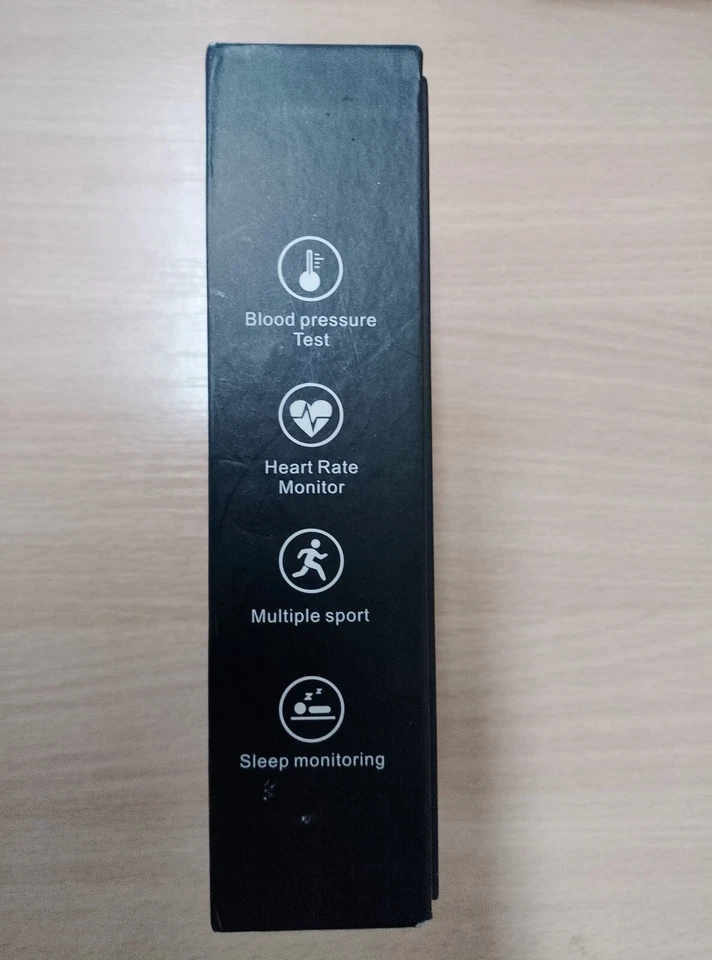 Blood pressure
Test
Heart Rate
Monitor
Multiple sport
Sleep monitoring